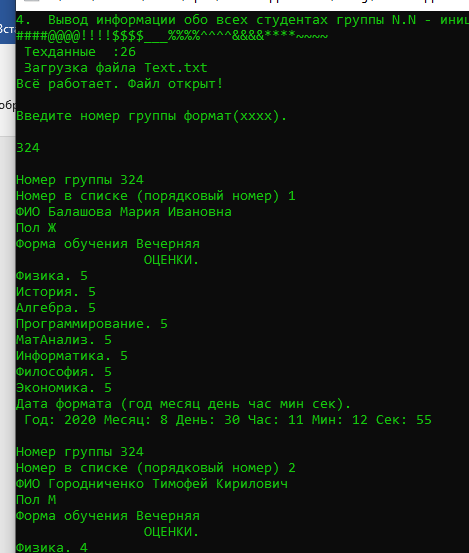 4.  Вывод информации обо всех студентах группы N.N -
####@@@@!!!!$$$$___%%%%^^^^&&&&****~~~~
Техданные  :26
Загрузка файла Text.txt
Всё работает. Файл открыт!
Введите номер группы формат(xxxx).
324
Номер группы 324
Номер в списке (порядковый номер) 1
ФИО Балашова Мария Ивановна
Пол Ж
Форма обучения Вечерняя
ОЦЕНКИ.
Физика. 5
История. 5
Алгебра. 5
Программирование. 5
МатАнализ. 5
Информатика. 5
Философия. 5
Экономика. 5
Дата формата (год месяц день час мин сек).
Год: 2020 Месяц: 8 День: 30 Час: 11 Мин: 12 Сек: 55
Номер группы 324
Номер в списке (порядковый номер) 2
ФИО Городниченко Тимофей Кирилович
Пол М
Форма обучения Вечерняя
ОЦЕНКИ.
Физика. 4